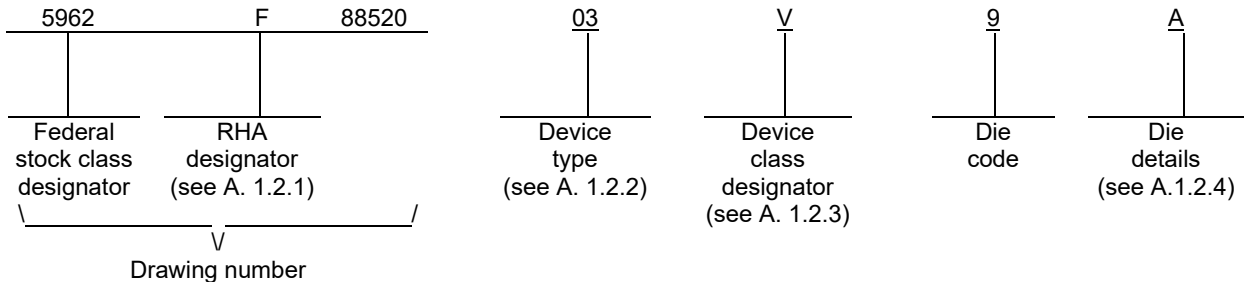 5962 F 88520 03 V 9 A
Federal RHA Device Device Die Die
stock class designator type class code details
designator (see A. 1.2.1) (see A. 1.2.2) designator (see A.1.2.4)
(see A. 1.2.3)
\ /
\/
Drawing number